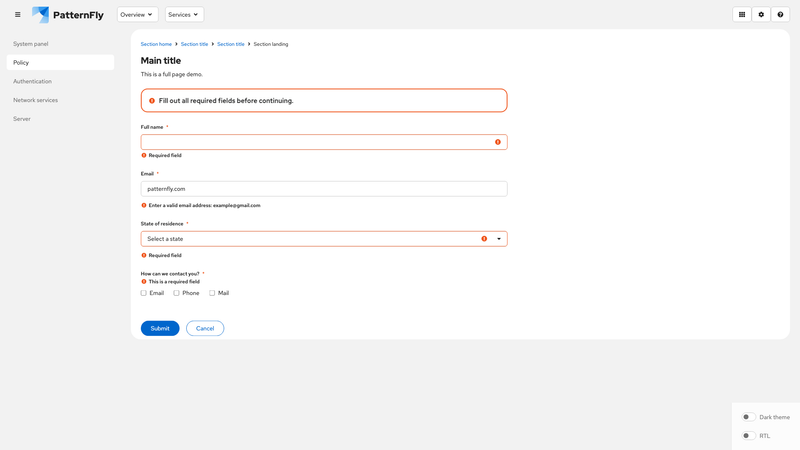 PatternFly
Overview
Services
System panel
Policy
Authentication
Network services
Server
Section home > Section title > Section title > Section landing
Main title
This is a full page demo.
Fill out all required fields before continuing.
Full name *
Required field
Email *
patternfly.com
Enter a valid email address: example@gmail.com
State of residence *
Select a state
Required field
How can we contact you? *
This is a required field
Email Phone Mail
Submit Cancel
Dark theme
RTL